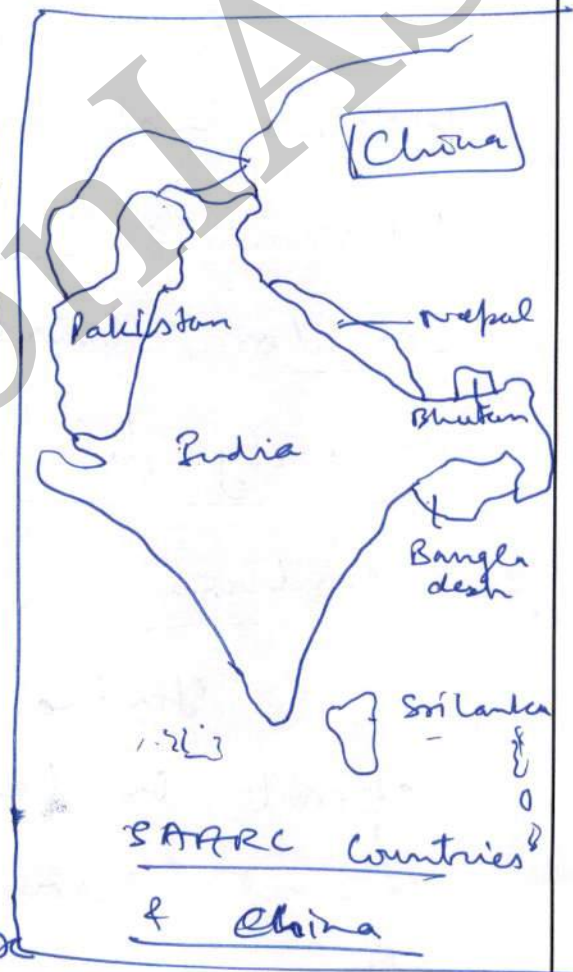 China
Pakistan
Nepal
Bhutan
India
Bangla
desh
Sri Lanka
SAARC Countries
& China